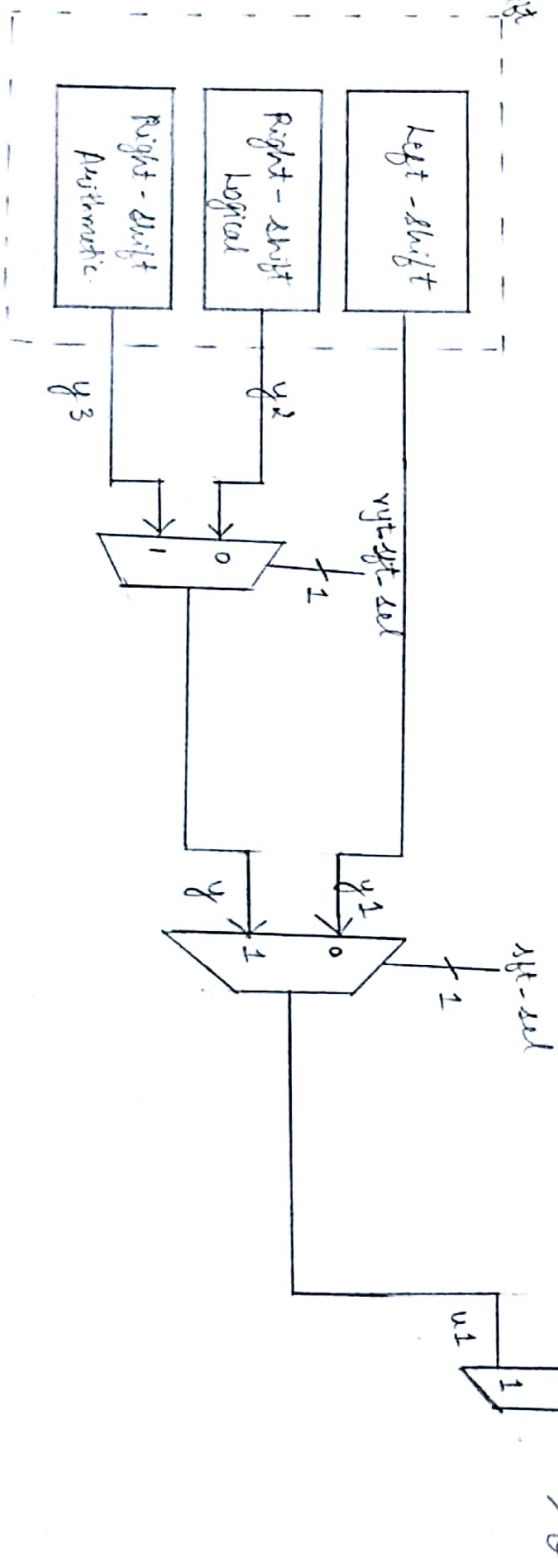 Left-shift
Right-shift
Logical
Right-shift
Arithmetic.
y2
y3
ryt-sft-sel
1
0
1
y1
y
sft-sel
1
0
1
u1
1